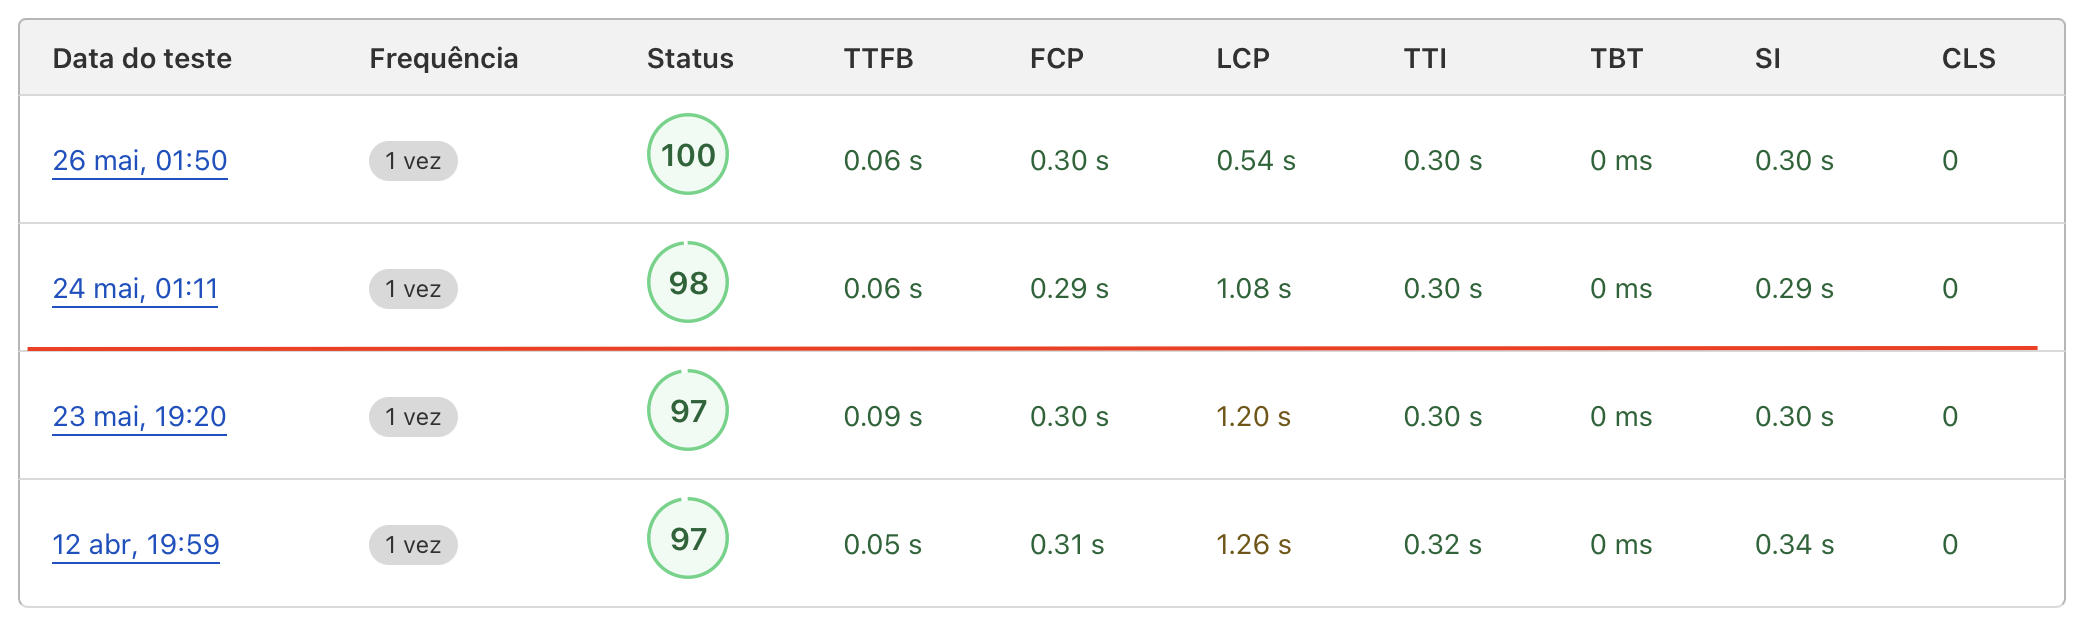 Data do teste Frequência Status TTFB FCP LCP TTI TBT SI CLS
26 mai, 01:50 1 vez 100 0.06 s 0.30 s 0.54 s 0.30 s 0 ms 0.30 s 0
24 mai, 01:11 1 vez 98 0.06 s 0.29 s 1.08 s 0.30 s 0 ms 0.29 s 0
23 mai, 19:20 1 vez 97 0.09 s 0.30 s 1.20 s 0.30 s 0 ms 0.30 s 0
12 abr, 19:59 1 vez 97 0.05 s 0.31 s 1.26 s 0.32 s 0 ms 0.34 s 0